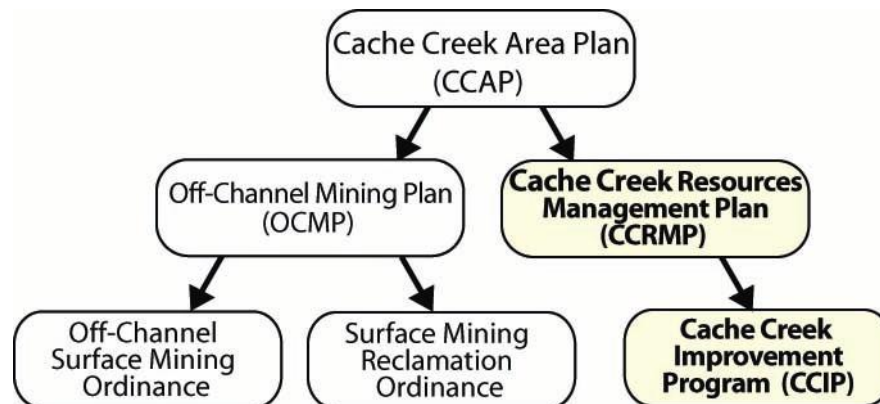 Cache Creek Area Plan
(CCAP)
Off-Channel Mining Plan
(OCMP)
Cache Creek Resources
Management Plan
(CCRMP)
Off-Channel
Surface Mining
Ordinance
Surface Mining
Reclamation
Ordinance
Cache Creek
Improvement
Program (CCIP)